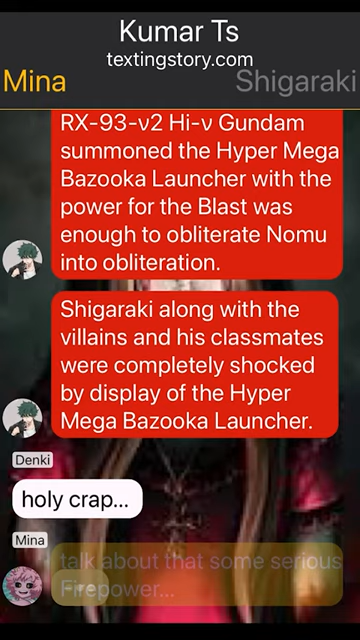 Kumar Ts
textingstory.com
Mina
Shigaraki
RX-93-ν2 Hi-ν Gundam
summoned the Hyper Mega
Bazooka Launcher with the
power for the Blast was
enough to obliterate Nomu
into obliteration.
Shigaraki along with the
villains and his classmates
were completely shocked
by display of the Hyper
Mega Bazooka Launcher.
Denki
holy crap...
Mina
talk about that some serious
Firepower...